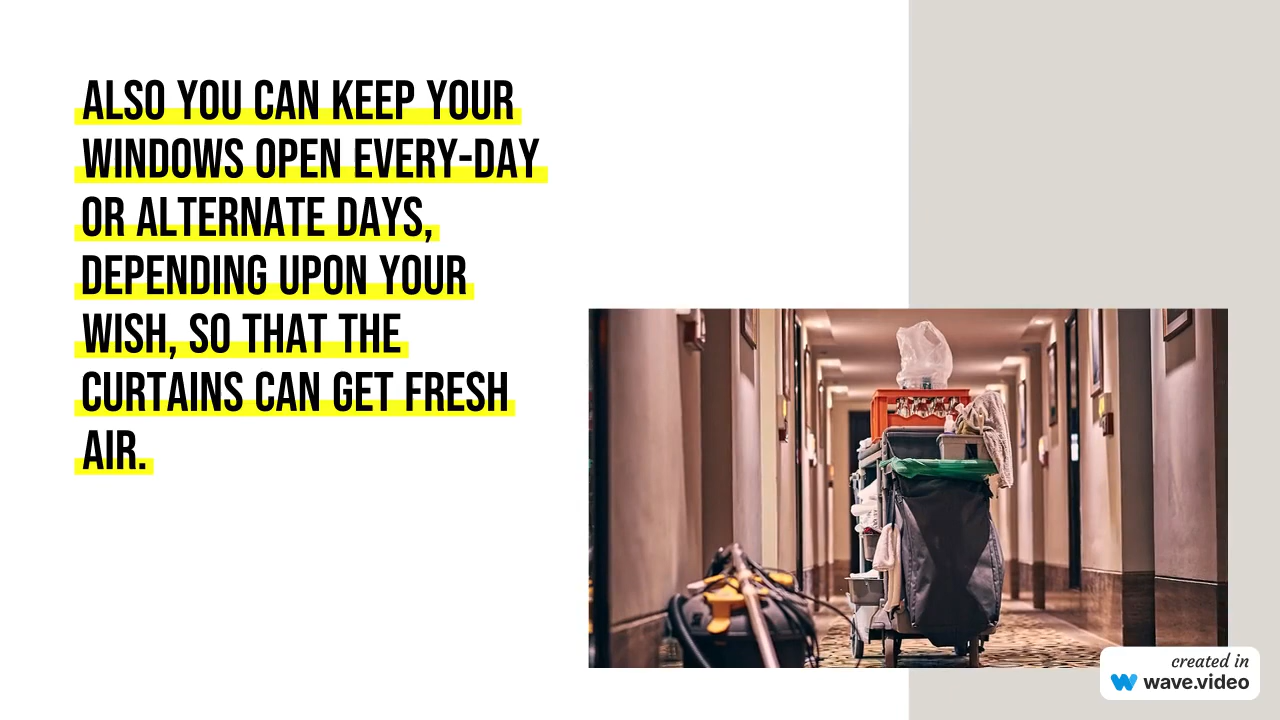 ALSO YOU CAN KEEP YOUR
WINDOWS OPEN EVERY-DAY
OR ALTERNATE DAYS,
DEPENDING UPON YOUR
WISH, SO THAT THE
CURTAINS CAN GET FRESH
AIR.
created in
wave.video